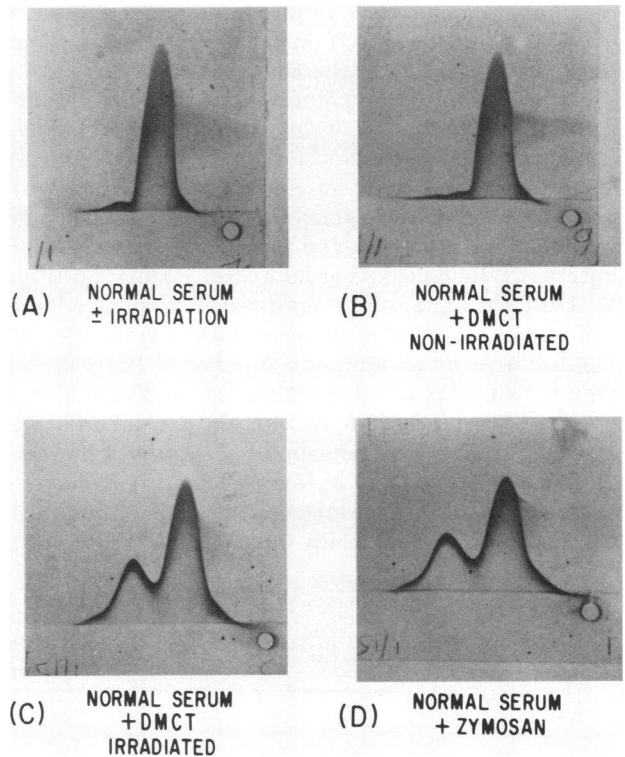 (A) NORMAL SERUM
± IRRADIATION
(B) NORMAL SERUM
+DMCT
NON-IRRADIATED
(C) NORMAL SERUM
+DMCT
IRRADIATED
(D) NORMAL SERUM
+ ZYMOSAN